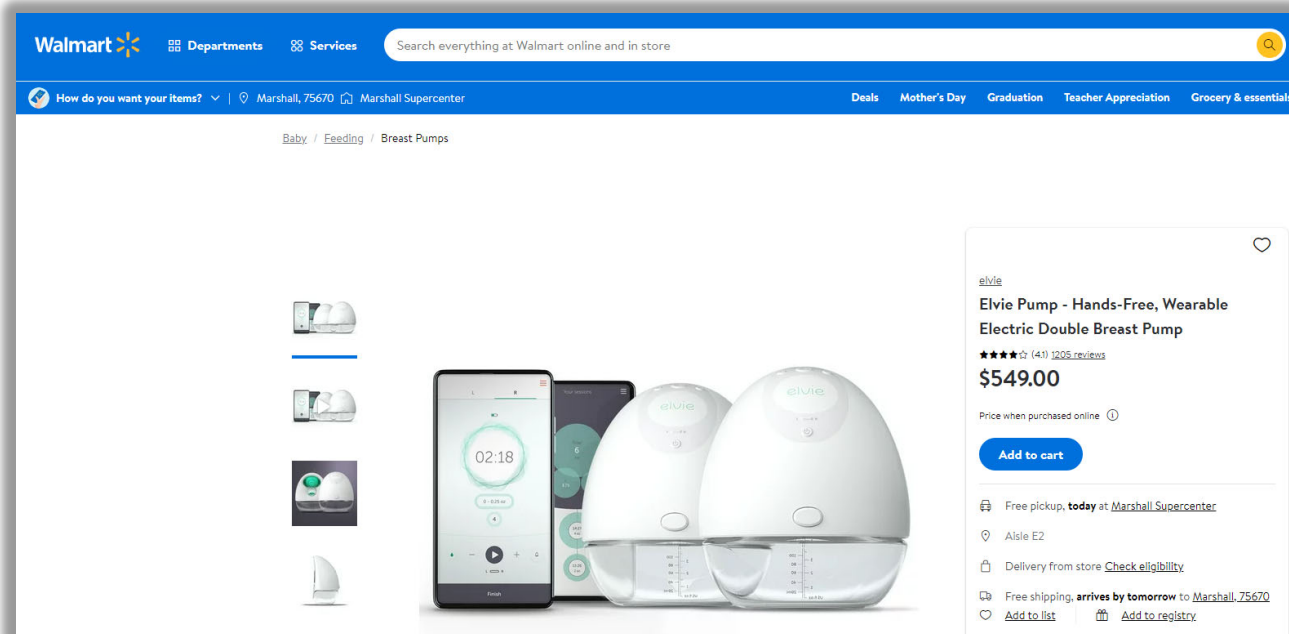 Walmart Departments Services Search everything at Walmart online and in store
How do you want your items? | Marshall, 75670 Marshall Supercenter Deals Mother's Day Graduation Teacher Appreciation Grocery & essentials
Baby / Feeding / Breast Pumps
elvie
Elvie Pump - Hands-Free, Wearable
Electric Double Breast Pump
(4.1) 1205 reviews
$549.00
Price when purchased online
Add to cart
Free pickup, today at Marshall Supercenter
Aisle E2
Delivery from store Check eligibility
Free shipping, arrives by tomorrow to Marshall, 75670
Add to list Add to registry
elvie
elvie
02:18
Finish